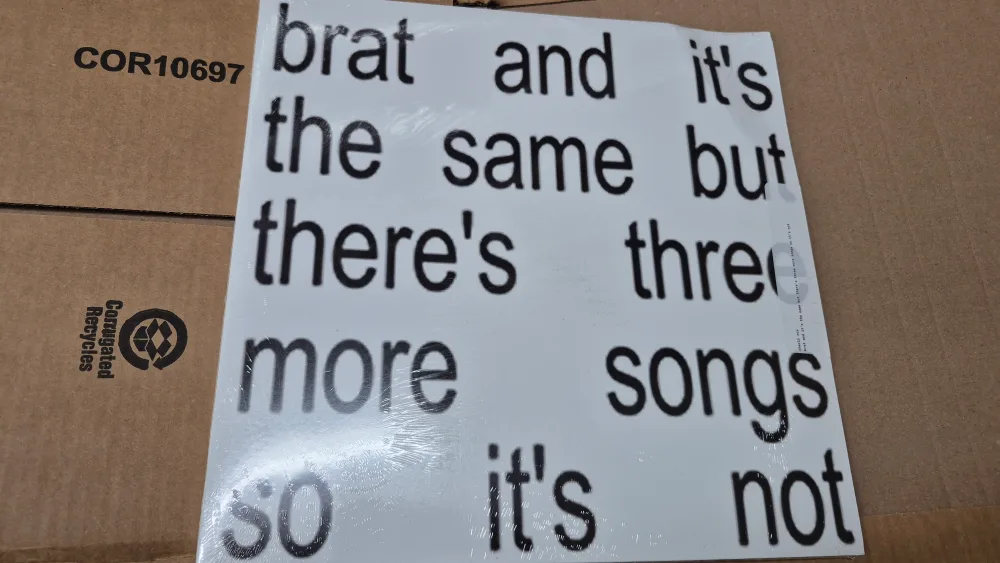 COR10697
brat and it's
the same but
there's three
more songs
so it's not
Corrugated
Recycles